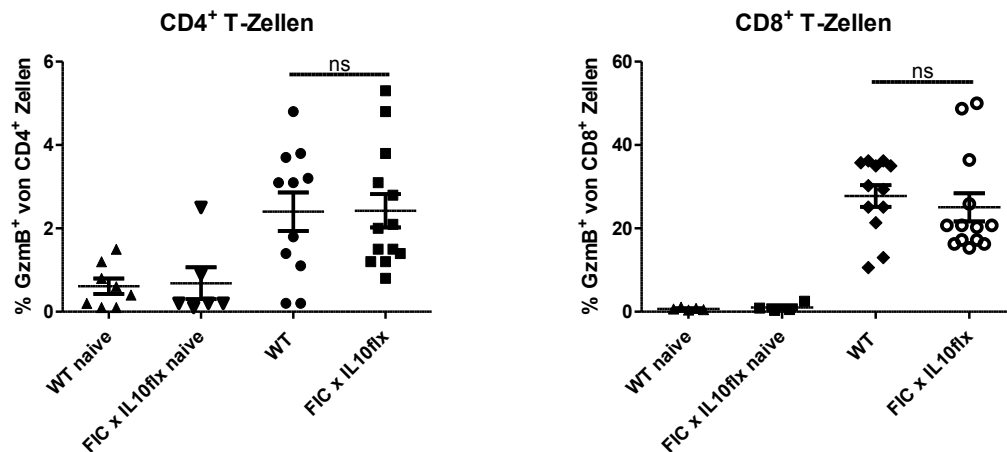 CD4⁺ T-Zellen
% GzmB⁺ von CD4⁺ Zellen
6
4
2
0
ns
WT naive
FIC x IL10flx naive
WT
FIC x IL10flx
CD8⁺ T-Zellen
% GzmB⁺ von CD8⁺ Zellen
60
40
20
0
ns
WT naive
FIC x IL10flx naive
WT
FIC x IL10flx